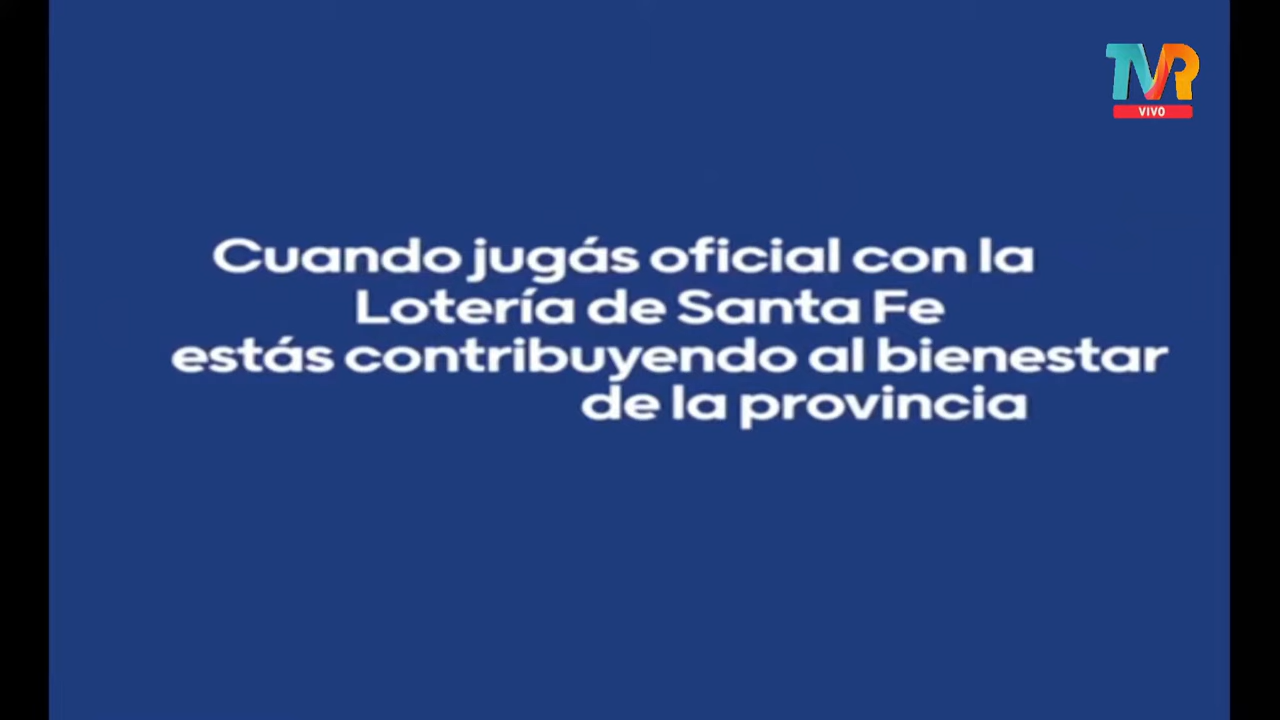 TVR
VIVO
Cuando jugás oficial con la
Lotería de Santa Fe
estás contribuyendo al bienestar
de la provincia